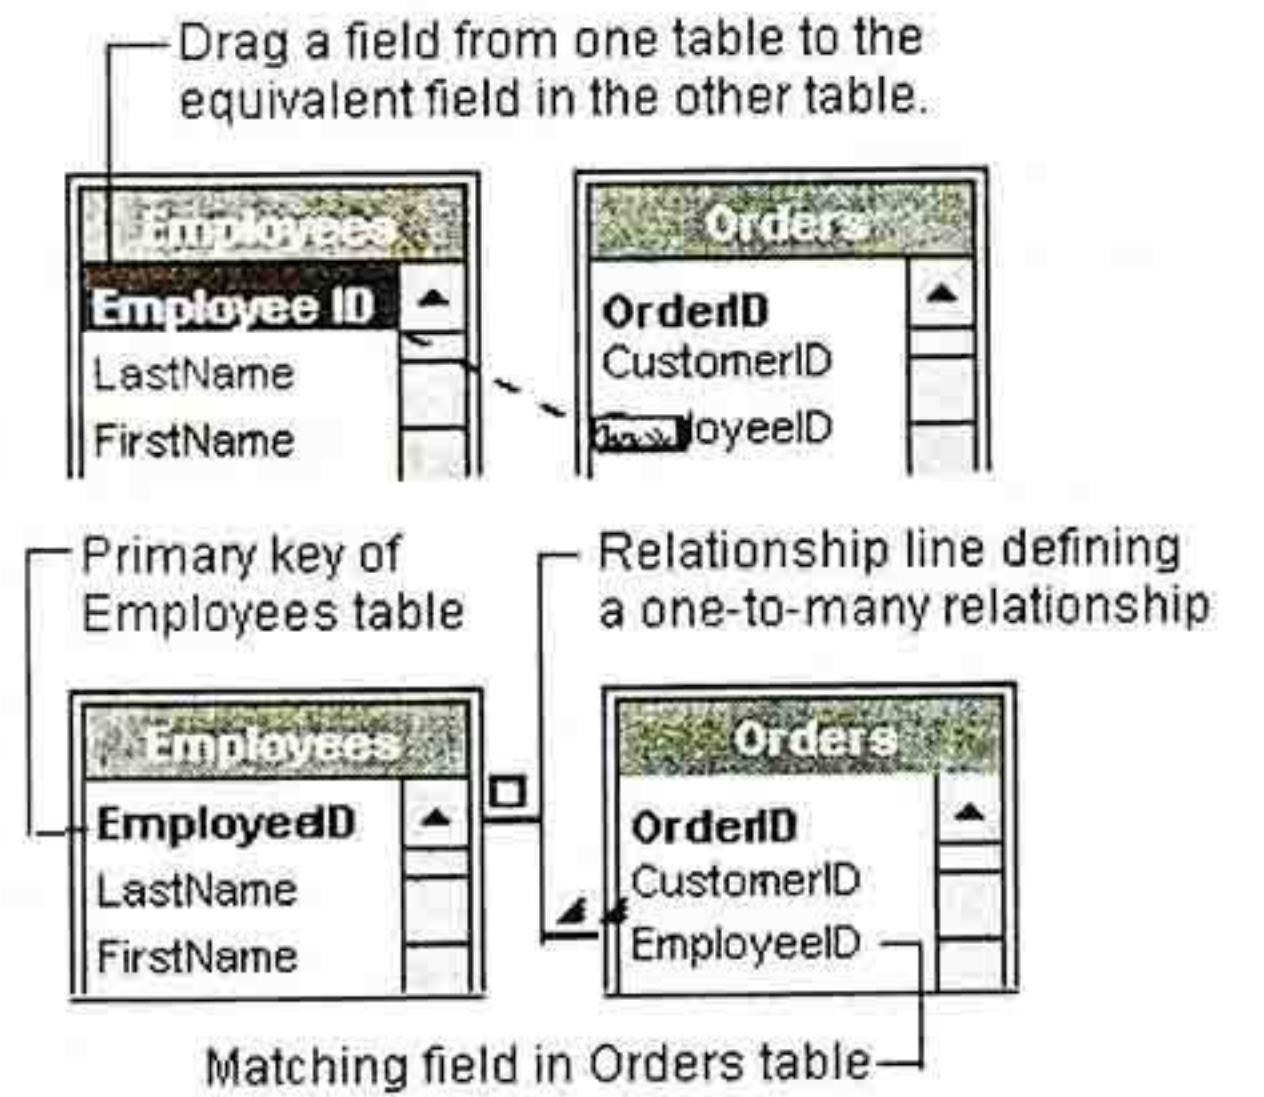 Drag a field from one table to the
equivalent field in the other table.
Employees
Employee ID
LastName
FirstName
Orders
OrderID
CustomerID
Primary key of
Employees table
Relationship line defining
a one-to-many relationship
Employees
EmployeeID
LastName
FirstName
Orders
OrderID
CustomerID
EmployeeID
Matching field in Orders table